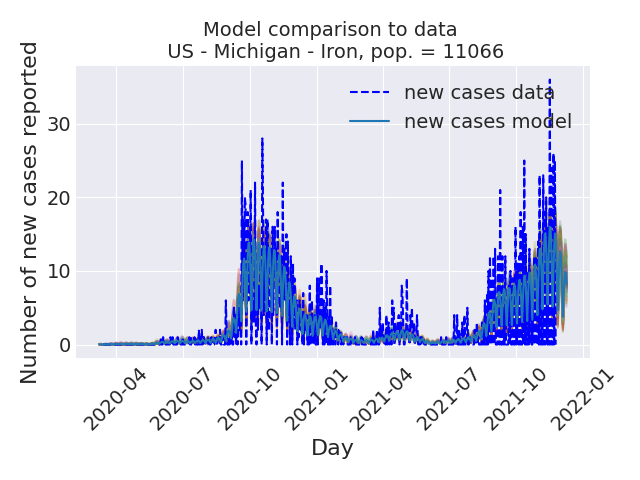 Model comparison to data
US - Michigan - Iron, pop. = 11066
Number of new cases reported
30
20
10
0
new cases data
new cases model
2020-04
2020-07
2020-10
2021-01
2021-04
2021-07
2021-10
2022-01
Day